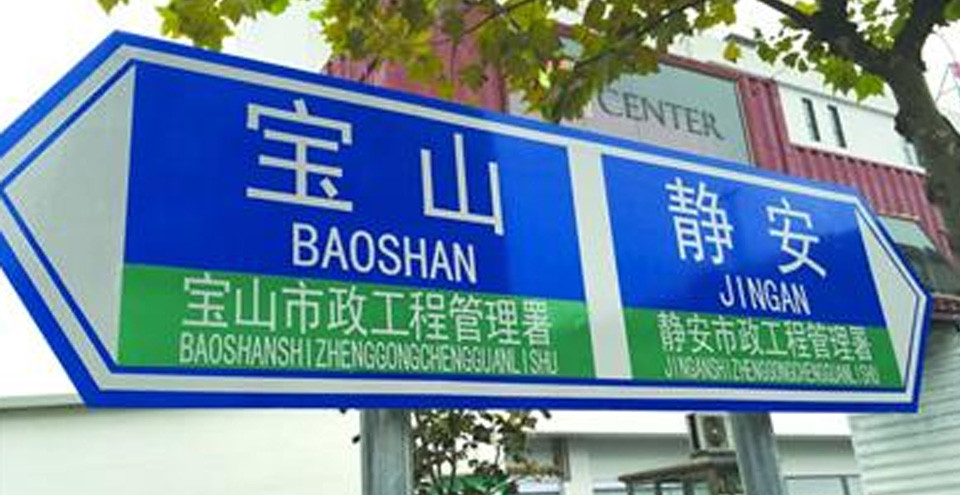 CENTER
宝山
BAOSHAN
宝山市政工程管理署
BAOSHANSHIZHENGGONGCHENGGUANLISHU
静安
JINGAN
静安市政工程管理署
JINGANSHIZHENGGONGCHENGGUANLISHU